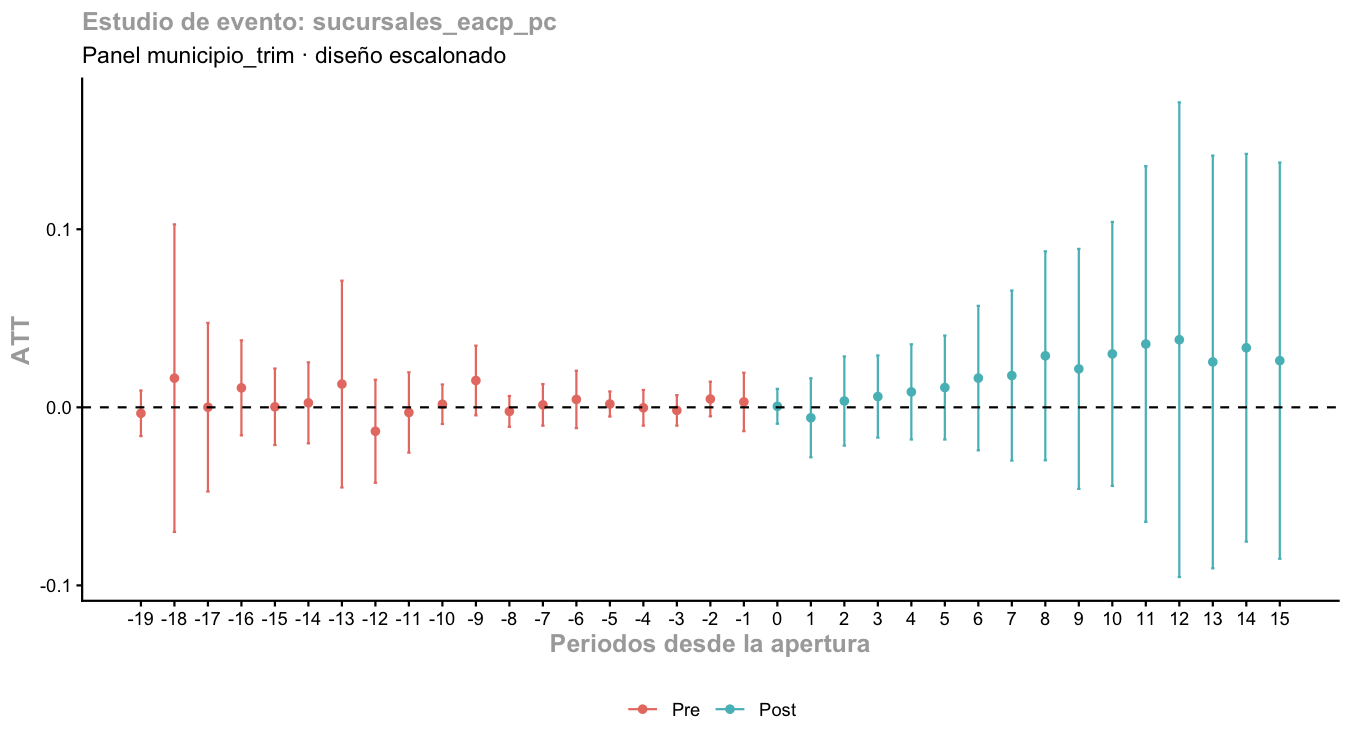 Estudio de evento: sucursales_eacp_pc
Panel municipio_trim · diseño escalonado
ATT
0.1
0.0
-0.1
-19 -18 -17 -16 -15 -14 -13 -12 -11 -10 -9 -8 -7 -6 -5 -4 -3 -2 -1 0 1 2 3 4 5 6 7 8 9 10 11 12 13 14 15
Periodos desde la apertura
Pre Post